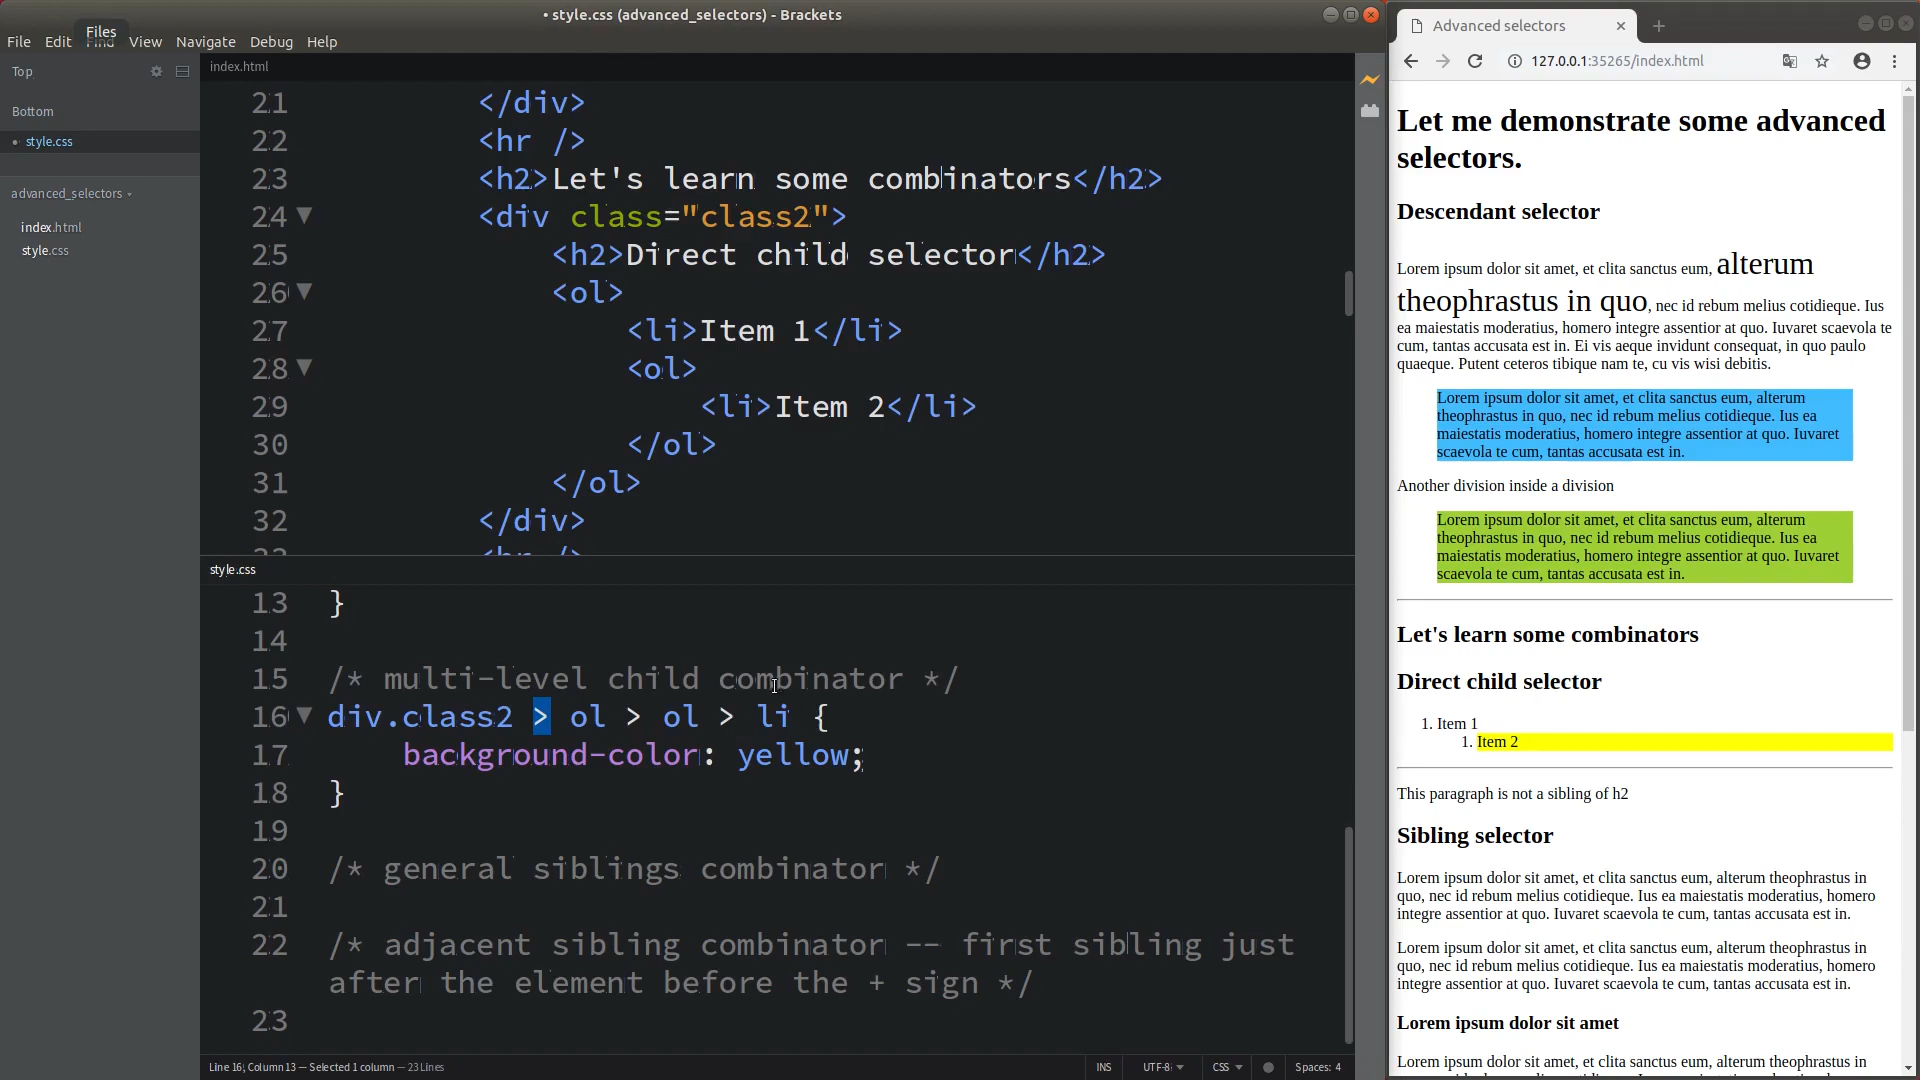 • style.css (advanced_selectors) - Brackets
Files
File Edit Find View Navigate Debug Help
Top
Bottom
• style.css
advanced_selectors
index.html
style.css
index.html
21 </div>
22 <hr />
23 <h2>Let's learn some combinators</h2>
24 <div class="class2">
25 <h2>Direct child selector</h2>
26 <ol>
27 <li>Item 1</li>
28 <ol>
29 <li>Item 2</li>
30 </ol>
31 </ol>
32 </div>
33 <hr />
style.css
13 }
14
15 /* multi-level child combinator */
16 div.class2 > ol > ol > li {
17 background-color: yellow;
18 }
19
20 /* general siblings combinator */
21
22 /* adjacent sibling combinator -- first sibling just
after the element before the + sign */
23
Line 16, Column 13 — Selected 1 column — 23 Lines
INS UTF-8 CSS Spaces: 4
Advanced selectors
127.0.0.1:35265/index.html
Let me demonstrate some advanced
selectors.
Descendant selector
Lorem ipsum dolor sit amet, et clita sanctus eum, alterum
theophrastus in quo, nec id rebum melius cotidieque. Ius
ea maiestatis moderatius, homero integre assentior at quo. Iuvaret scaevola te
cum, tantas accusata est in. Ei vis aeque invidunt consequat, in quo paulo
quaeque. Putent ceteros tibique nam te, cu vis wisi debitis.
Lorem ipsum dolor sit amet, et clita sanctus eum, alterum
theophrastus in quo, nec id rebum melius cotidieque. Ius ea
maiestatis moderatius, homero integre assentior at quo. Iuvaret
scaevola te cum, tantas accusata est in.
Another division inside a division
Lorem ipsum dolor sit amet, et clita sanctus eum, alterum
theophrastus in quo, nec id rebum melius cotidieque. Ius ea
maiestatis moderatius, homero integre assentior at quo. Iuvaret
scaevola te cum, tantas accusata est in.
Let's learn some combinators
Direct child selector
1. Item 1
1. Item 2
This paragraph is not a sibling of h2
Sibling selector
Lorem ipsum dolor sit amet, et clita sanctus eum, alterum theophrastus in
quo, nec id rebum melius cotidieque. Ius ea maiestatis moderatius, homero
integre assentior at quo. Iuvaret scaevola te cum, tantas accusata est in.
Lorem ipsum dolor sit amet, et clita sanctus eum, alterum theophrastus in
quo, nec id rebum melius cotidieque. Ius ea maiestatis moderatius, homero
integre assentior at quo. Iuvaret scaevola te cum, tantas accusata est in.
Lorem ipsum dolor sit amet
Lorem ipsum dolor sit amet, et clita sanctus eum, alterum theophrastus in